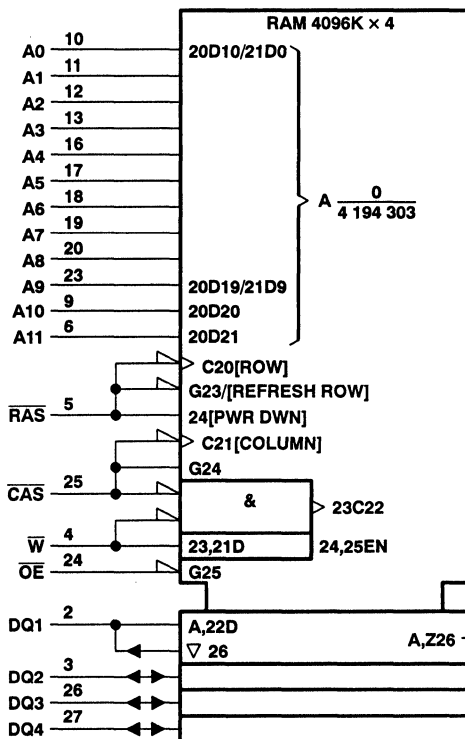 RAM 4096K × 4
A0 10 20D10/21D0
A1 11
A2 12
A3 13
A4 16
A5 17
A6 18
A 0
4 194 303
A7 19
A8 20
A9 23 20D19/21D9
A10 9 20D20
A11 6 20D21
C20[ROW]
G23/[REFRESH ROW]
RAS 5 24[PWR DWN]
C21[COLUMN]
G24
CAS 25
&
23C22
W 4 23,21D 24,25EN
OE 24 G25
DQ1 2 A,22D
A,Z26
26
DQ2 3
DQ3 26
DQ4 27